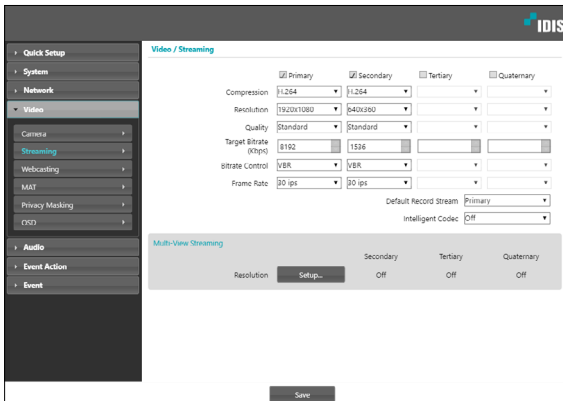 IDIS
Quick Setup
System
Network
Video
Camera
Streaming
Webcasting
MAT
Privacy Masking
OSD
Audio
Event Action
Event
Video / Streaming
Primary Secondary Tertiary Quaternary
Compression H.264 H.264
Resolution 1920x1080 640x360
Quality Standard Standard
Target Bitrate
(Kbps) 8192 1536
Bitrate Control VBR VBR
Frame Rate 30 ips 30 ips
Default Record Stream Primary
Intelligent Codec Off
Multi-View Streaming
Secondary Tertiary Quaternary
Resolution Setup... Off Off Off
Save